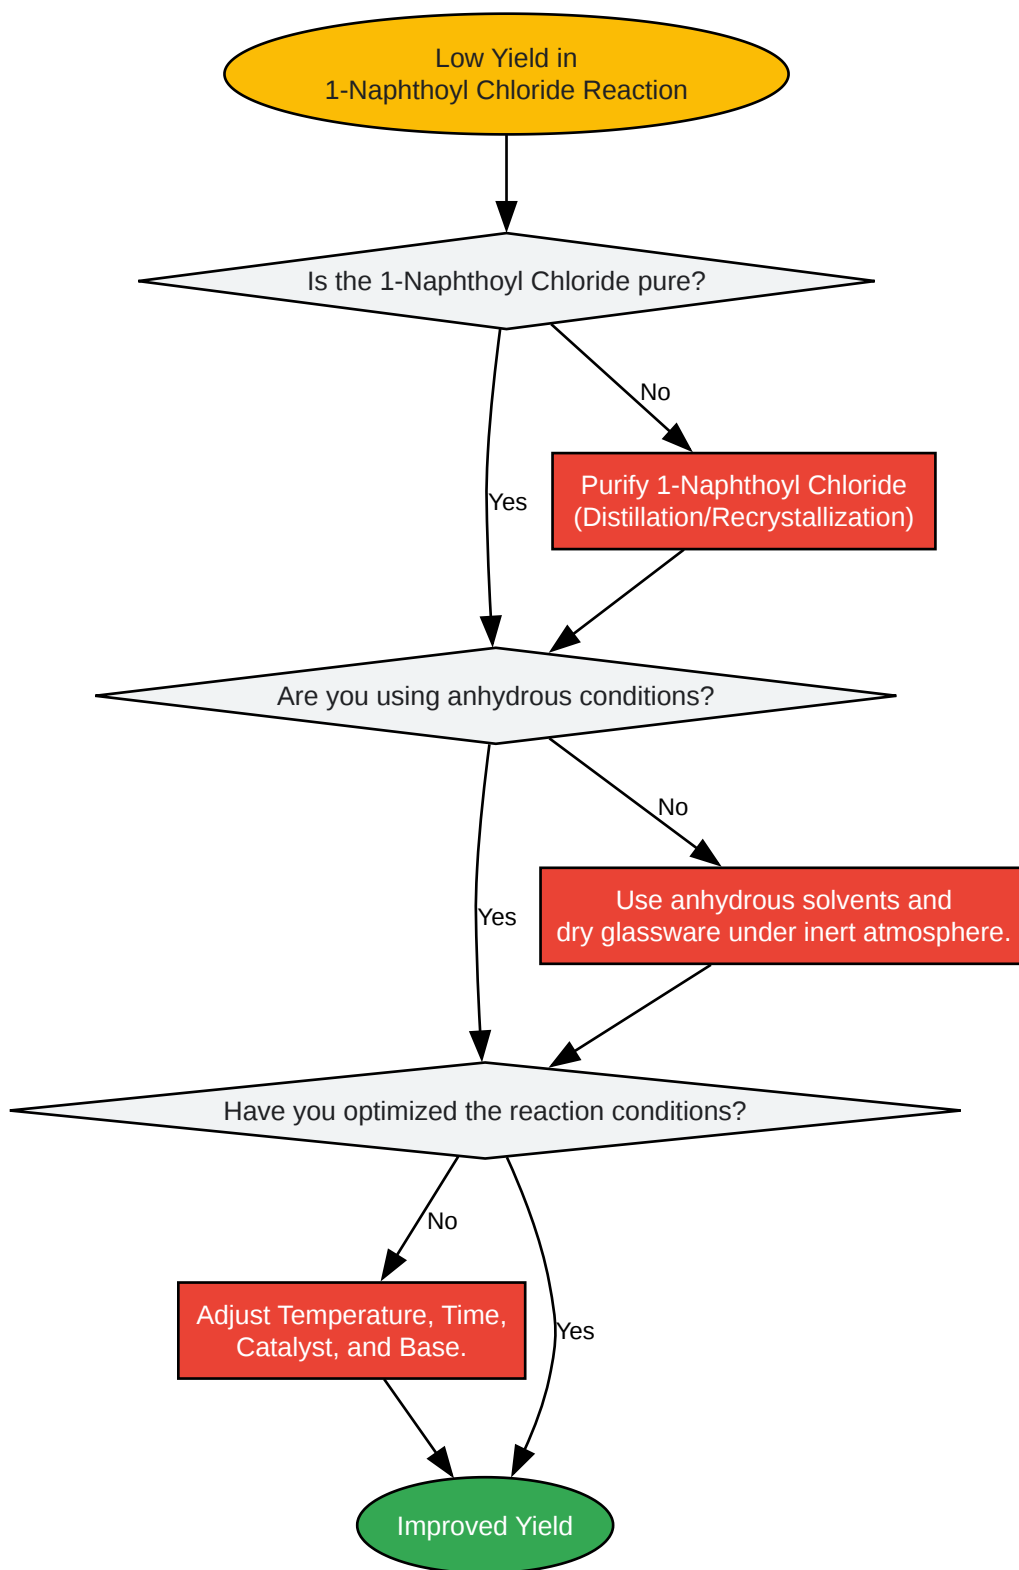 Low Yield in
1-Naphthoyl Chloride Reaction
Is the 1-Naphthoyl Chloride pure?
No
Purify 1-Naphthoyl Chloride
(Distillation/Recrystallization)
Yes
Are you using anhydrous conditions?
No
Use anhydrous solvents and
dry glassware under inert atmosphere.
Yes
Have you optimized the reaction conditions?
No
Adjust Temperature, Time,
Catalyst, and Base.
Yes
Improved Yield